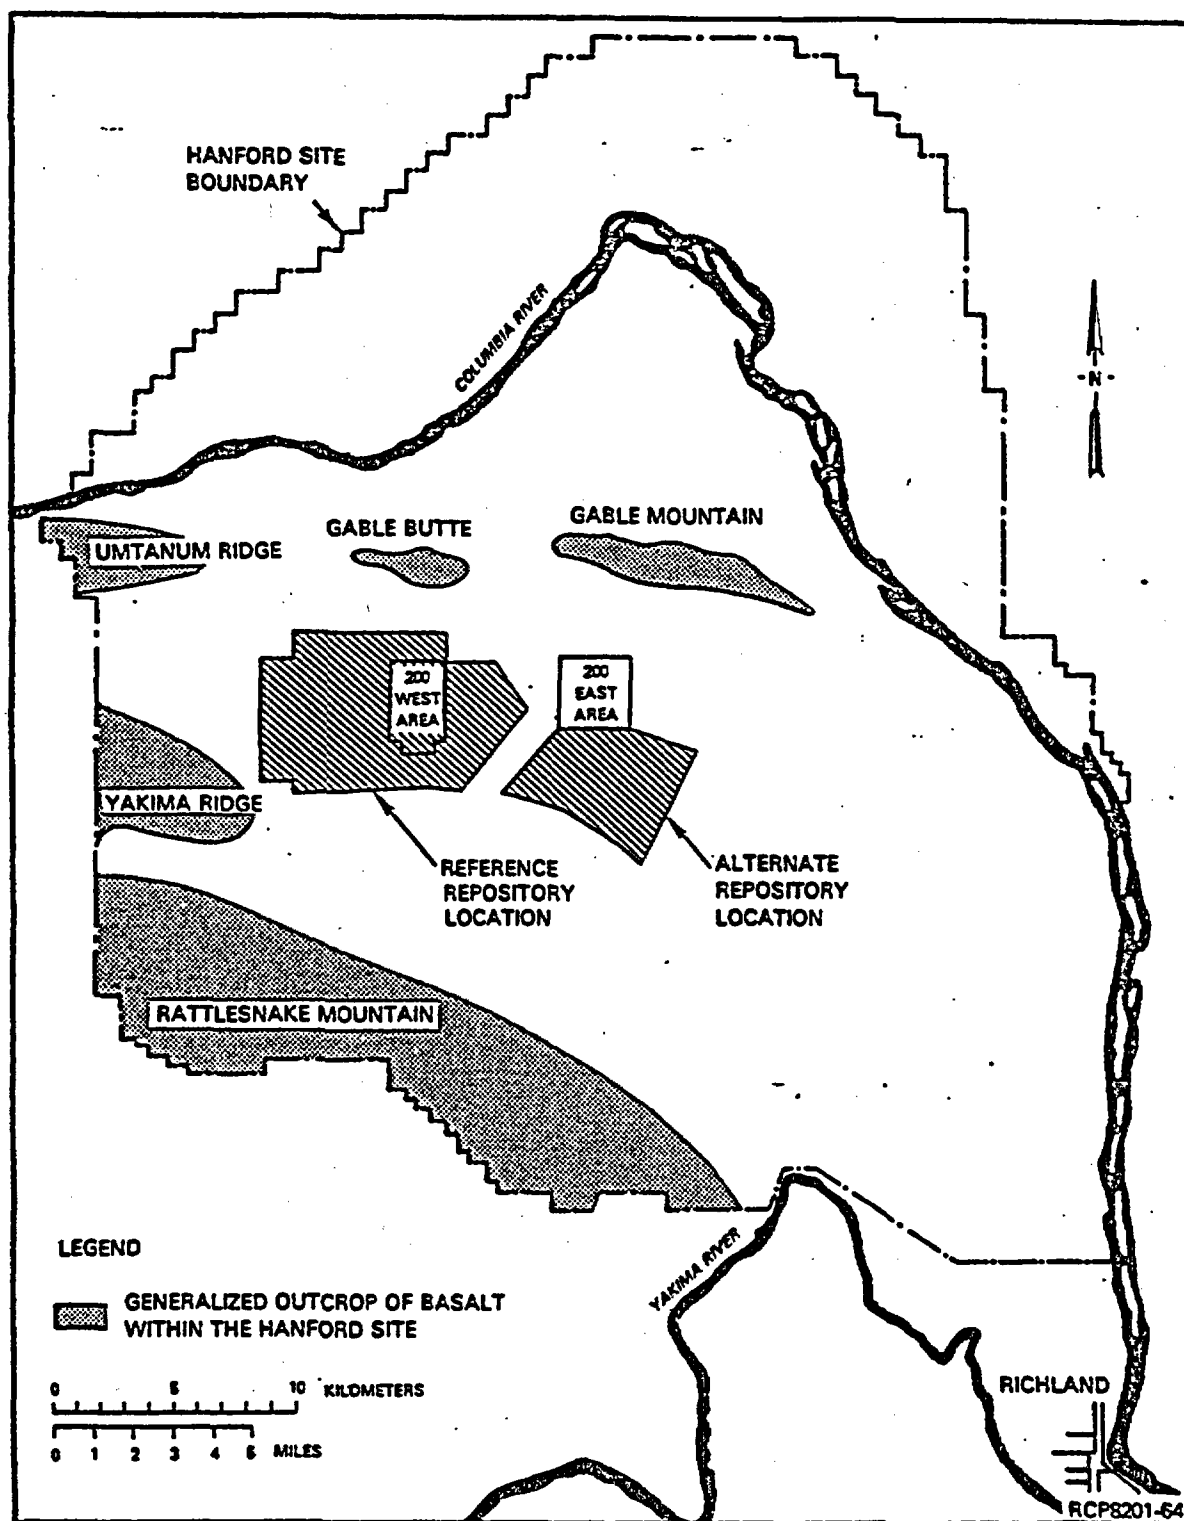 HANFORD SITE
BOUNDARY
COLUMBIA RIVER
N
GABLE BUTTE
GABLE MOUNTAIN
UMTANUM RIDGE
200
WEST
AREA
200
EAST
AREA
YAKIMA RIDGE
REFERENCE
REPOSITORY
LOCATION
ALTERNATE
REPOSITORY
LOCATION
RATTLESNAKE MOUNTAIN
YAKIMA RIVER
LEGEND
GENERALIZED OUTCROP OF BASALT
WITHIN THE HANFORD SITE
0 5 10 KILOMETERS
0 1 2 3 4 5 MILES
RICHLAND
RCP8201-64